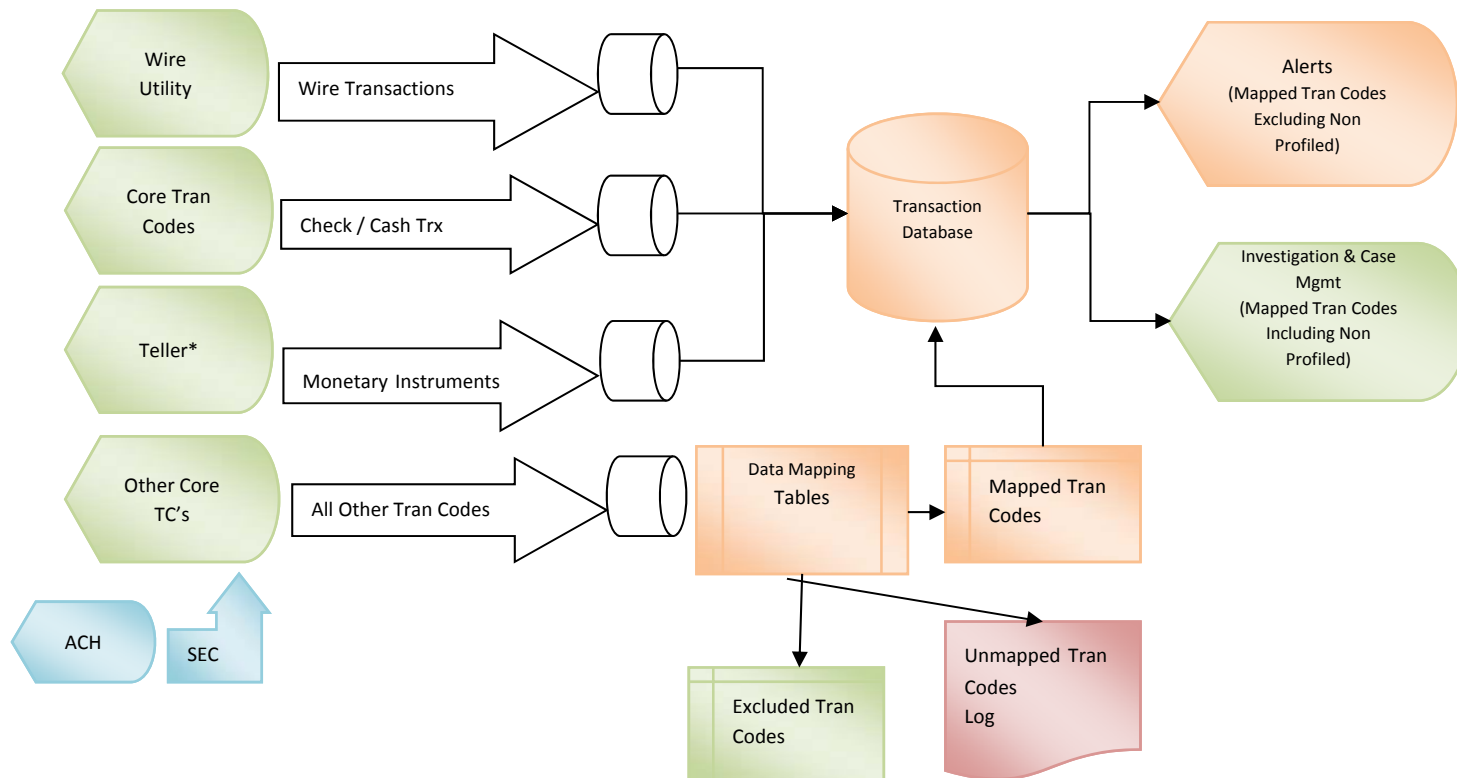 Wire
Utility
Wire Transactions
Core Tran
Codes
Check / Cash Trx
Teller*
Monetary Instruments
Other Core
TC's
All Other Tran Codes
ACH
SEC
Transaction
Database
Data Mapping
Tables
Mapped Tran
Codes
Excluded Tran
Codes
Unmapped Tran
Codes
Log
Alerts
(Mapped Tran Codes
Excluding Non
Profiled)
Investigation & Case
Mgmt
(Mapped Tran Codes
Including Non
Profiled)